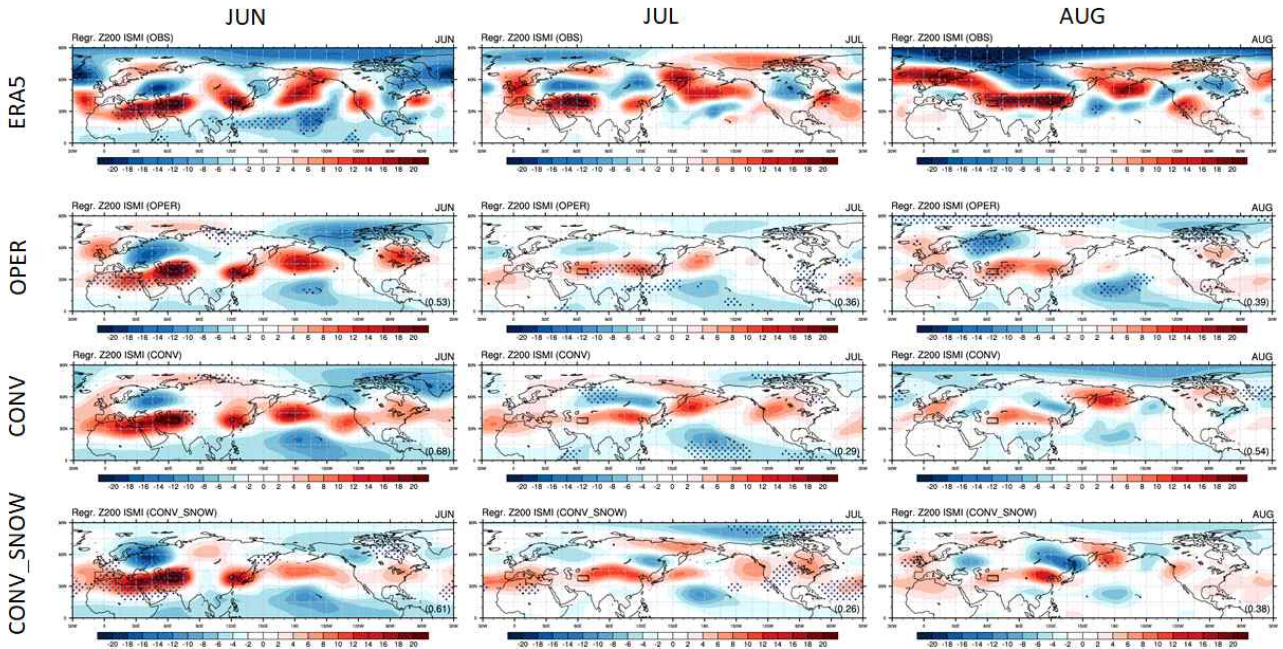 JUN JUL AUG
ERA5
Regr. Z200 ISMI (OBS) JUN
Regr. Z200 ISMI (OBS) JUL
Regr. Z200 ISMI (OBS) AUG
-20 -18 -16 -14 -12 -10 -8 -6 -4 -2 0 2 4 6 8 10 12 14 16 18 20
-20 -18 -16 -14 -12 -10 -8 -6 -4 -2 0 2 4 6 8 10 12 14 16 18 20
-20 -18 -16 -14 -12 -10 -8 -6 -4 -2 0 2 4 6 8 10 12 14 16 18 20
OPER
Regr. Z200 ISMI (OPER) JUN
(0.53)
Regr. Z200 ISMI (OPER) JUL
(0.36)
Regr. Z200 ISMI (OPER) AUG
(0.39)
-20 -18 -16 -14 -12 -10 -8 -6 -4 -2 0 2 4 6 8 10 12 14 16 18 20
-20 -18 -16 -14 -12 -10 -8 -6 -4 -2 0 2 4 6 8 10 12 14 16 18 20
-20 -18 -16 -14 -12 -10 -8 -6 -4 -2 0 2 4 6 8 10 12 14 16 18 20
CONV
Regr. Z200 ISMI (CONV) JUN
(0.68)
Regr. Z200 ISMI (CONV) JUL
(0.29)
Regr. Z200 ISMI (CONV) AUG
(0.54)
-20 -18 -16 -14 -12 -10 -8 -6 -4 -2 0 2 4 6 8 10 12 14 16 18 20
-20 -18 -16 -14 -12 -10 -8 -6 -4 -2 0 2 4 6 8 10 12 14 16 18 20
-20 -18 -16 -14 -12 -10 -8 -6 -4 -2 0 2 4 6 8 10 12 14 16 18 20
CONV_SNOW
Regr. Z200 ISMI (CONV_SNOW) JUN
(0.61)
Regr. Z200 ISMI (CONV_SNOW) JUL
(0.26)
Regr. Z200 ISMI (CONV_SNOW) AUG
(0.38)
-20 -18 -16 -14 -12 -10 -8 -6 -4 -2 0 2 4 6 8 10 12 14 16 18 20
-20 -18 -16 -14 -12 -10 -8 -6 -4 -2 0 2 4 6 8 10 12 14 16 18 20
-20 -18 -16 -14 -12 -10 -8 -6 -4 -2 0 2 4 6 8 10 12 14 16 18 20